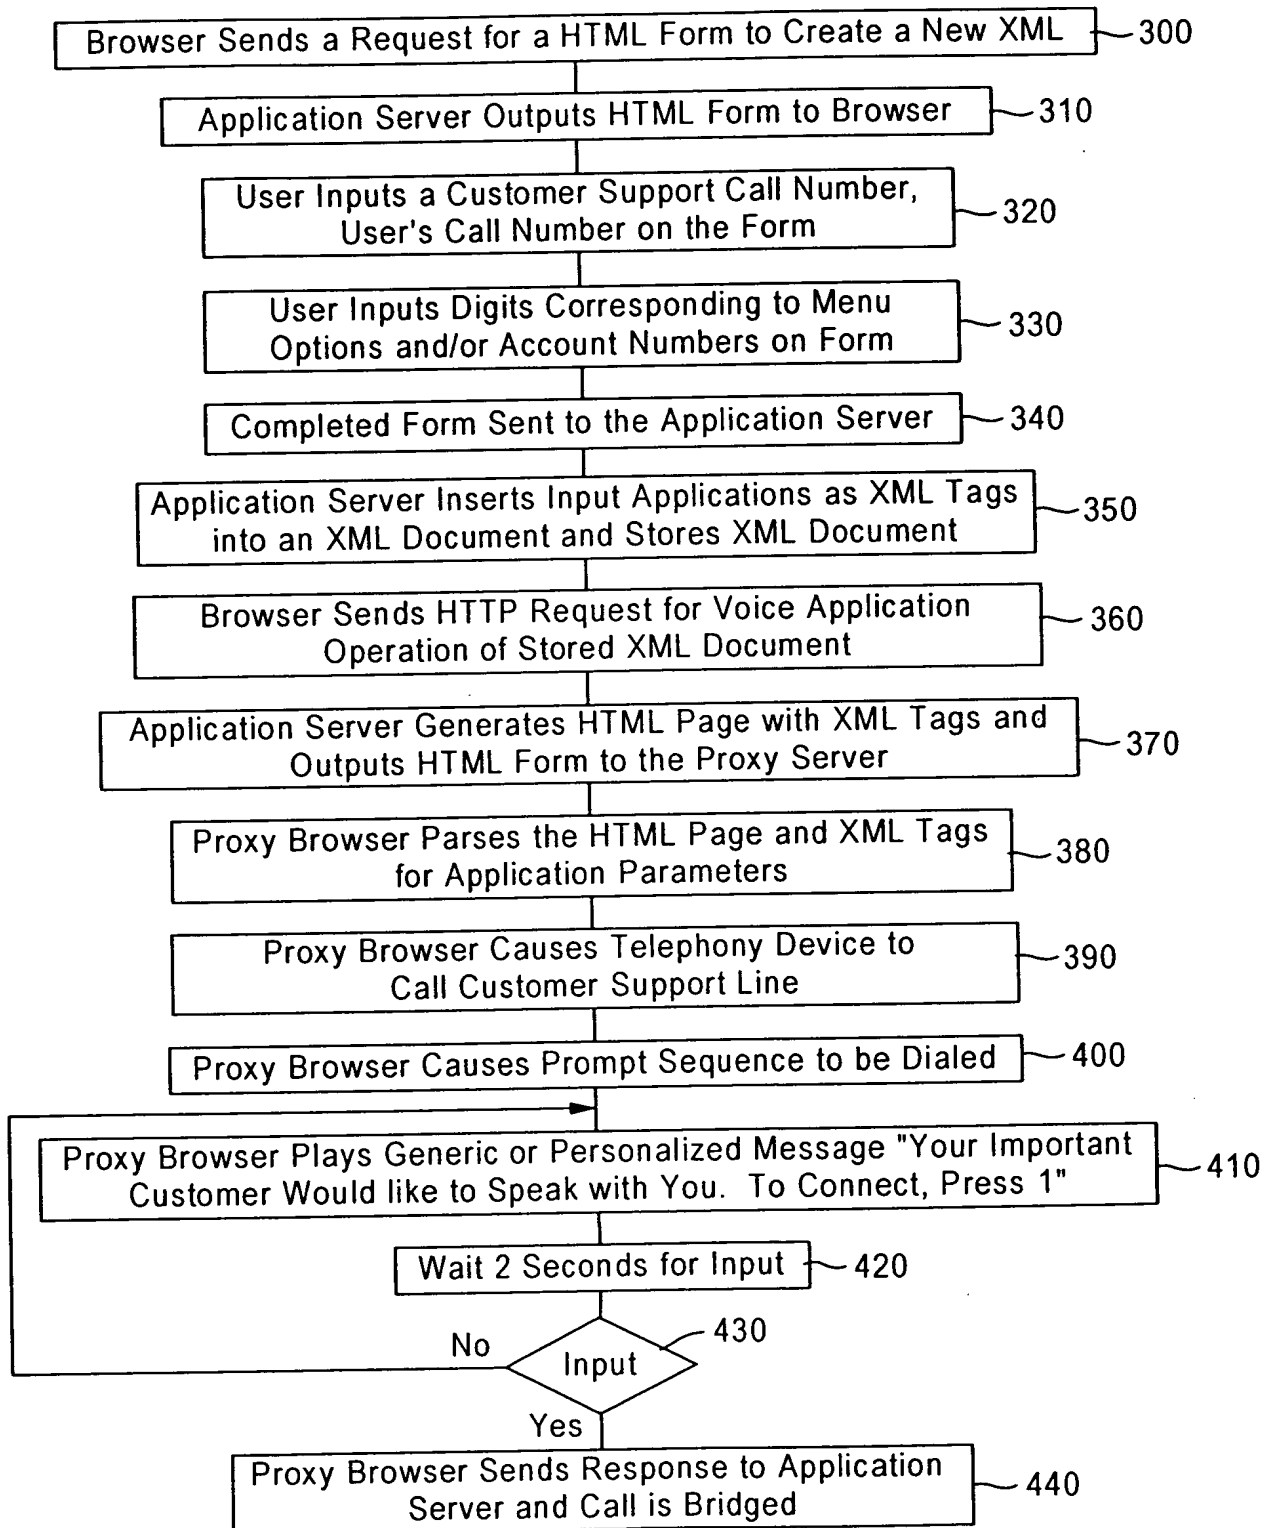 Browser Sends a Request for a HTML Form to Create a New XML 300
Application Server Outputs HTML Form to Browser 310
User Inputs a Customer Support Call Number,
User's Call Number on the Form 320
User Inputs Digits Corresponding to Menu
Options and/or Account Numbers on Form 330
Completed Form Sent to the Application Server 340
Application Server Inserts Input Applications as XML Tags
into an XML Document and Stores XML Document 350
Browser Sends HTTP Request for Voice Application
Operation of Stored XML Document 360
Application Server Generates HTML Page with XML Tags and
Outputs HTML Form to the Proxy Server 370
Proxy Browser Parses the HTML Page and XML Tags
for Application Parameters 380
Proxy Browser Causes Telephony Device to
Call Customer Support Line 390
Proxy Browser Causes Prompt Sequence to be Dialed 400
Proxy Browser Plays Generic or Personalized Message "Your Important
Customer Would like to Speak with You. To Connect, Press 1" 410
Wait 2 Seconds for Input 420
No
Input 430
Yes
Proxy Browser Sends Response to Application
Server and Call is Bridged 440